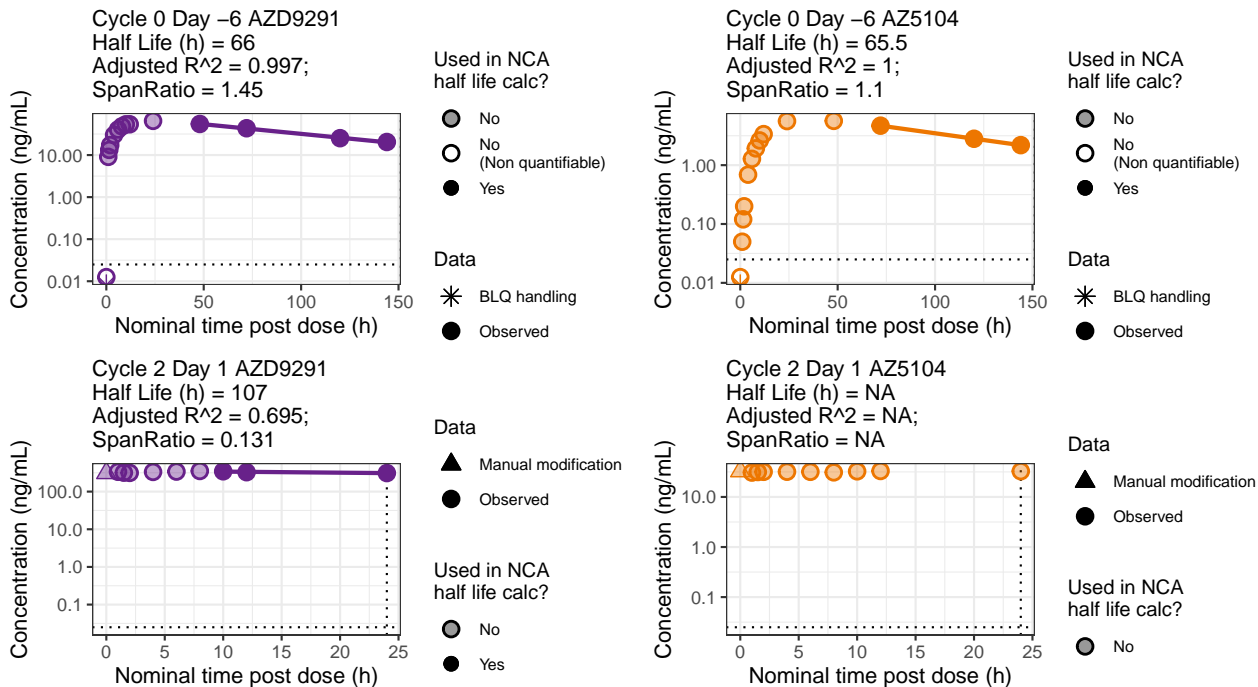 Cycle 0 Day −6 AZD9291
Half Life (h) = 66
Adjusted R^2 = 0.997;
SpanRatio = 1.45
Concentration (ng/mL)
10.00
1.00
0.10
0.01
0
50
100
150
Nominal time post dose (h)
Used in NCA
half life calc?
No
No
(Non quantifiable)
Yes
Data
BLQ handling
Observed
Cycle 0 Day −6 AZ5104
Half Life (h) = 65.5
Adjusted R^2 = 1;
SpanRatio = 1.1
Concentration (ng/mL)
1.00
0.10
0.01
0
50
100
150
Nominal time post dose (h)
Used in NCA
half life calc?
No
No
(Non quantifiable)
Yes
Data
BLQ handling
Observed
Cycle 2 Day 1 AZD9291
Half Life (h) = 107
Adjusted R^2 = 0.695;
SpanRatio = 0.131
Concentration (ng/mL)
100.0
10.0
1.0
0.1
0
5
10
15
20
25
Nominal time post dose (h)
Data
Manual modification
Observed
Used in NCA
half life calc?
No
Yes
Cycle 2 Day 1 AZ5104
Half Life (h) = NA
Adjusted R^2 = NA;
SpanRatio = NA
Concentration (ng/mL)
10.0
1.0
0.1
0
5
10
15
20
25
Nominal time post dose (h)
Data
Manual modification
Observed
Used in NCA
half life calc?
No